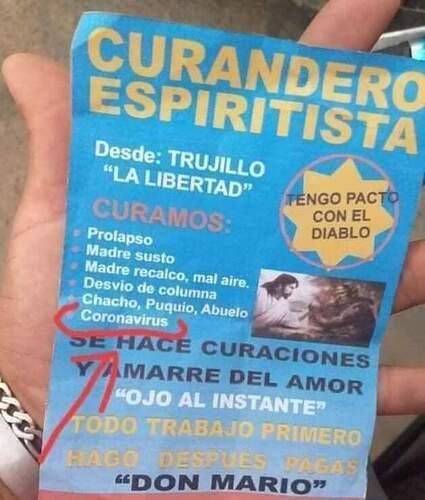 CURANDERO
ESPIRITISTA
Desde: TRUJILLO
"LA LIBERTAD"
TENGO PACTO
CON EL
DIABLO
CURAMOS:
Prolapso
Madre susto
Madre recalco, mal aire.
Desvio de columna
Chacho, Puquio, Abuelo
Coronavirus
SE HACE CURACIONES
Y AMARRE DEL AMOR
"OJO AL INSTANTE"
TODO TRABAJO PRIMERO
HAGO DESPUES PAGAS
"DON MARIO"